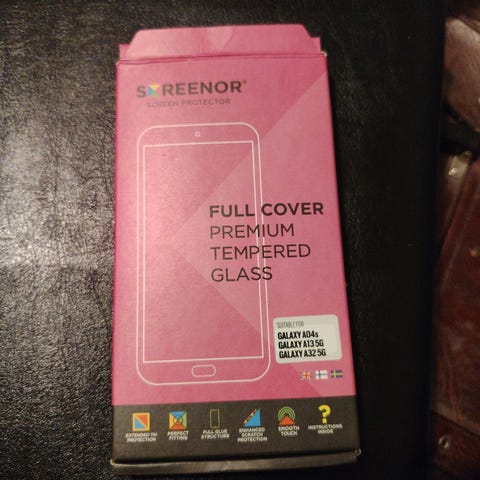 SCREENOR®
SCREEN PROTECTOR
FULL COVER
PREMIUM
TEMPERED
GLASS
SUITABLE FOR
GALAXY A04s
GALAXY A13 5G
GALAXY A32 5G
EXTENDED 9H
PROTECTION
PERFECT
FITTING
FULL GLUE
STRUCTURE
ENHANCED
SCRATCH
PROTECTION
SMOOTH
TOUCH
?
INSTRUCTIONS
INSIDE